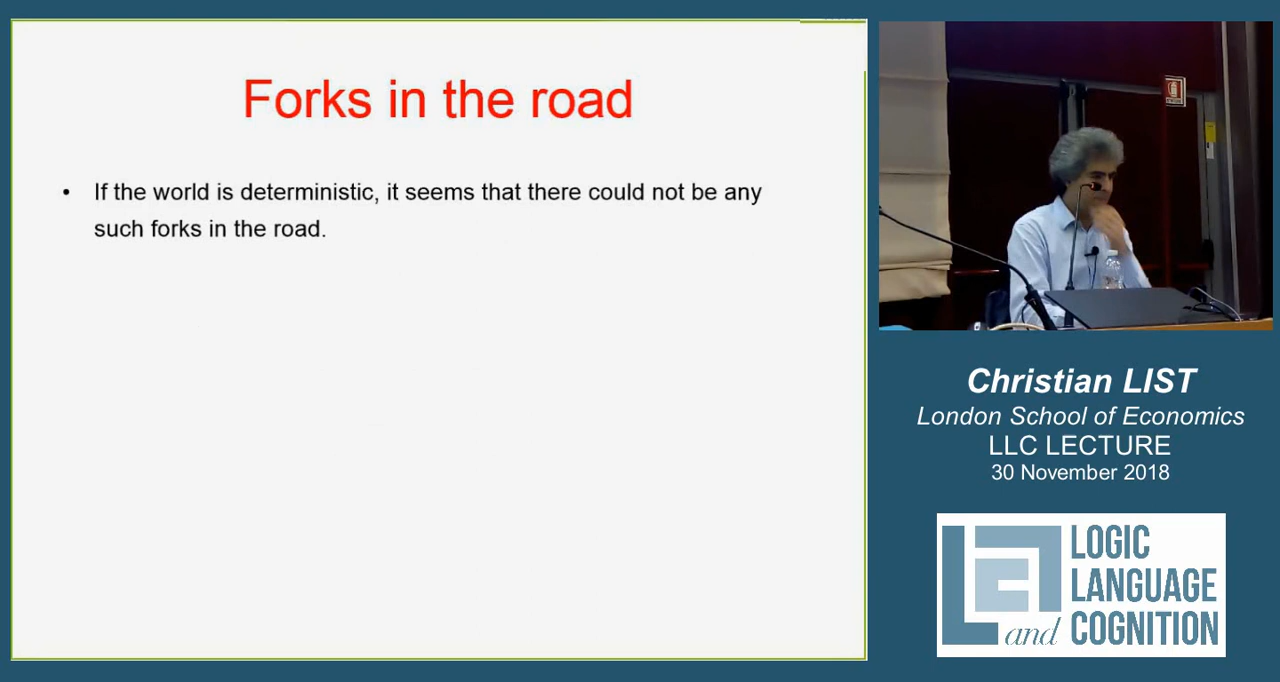 Forks in the road
• If the world is deterministic, it seems that there could not be any
such forks in the road.
Christian LIST
London School of Economics
LLC LECTURE
30 November 2018
LOGIC
LANGUAGE
and COGNITION